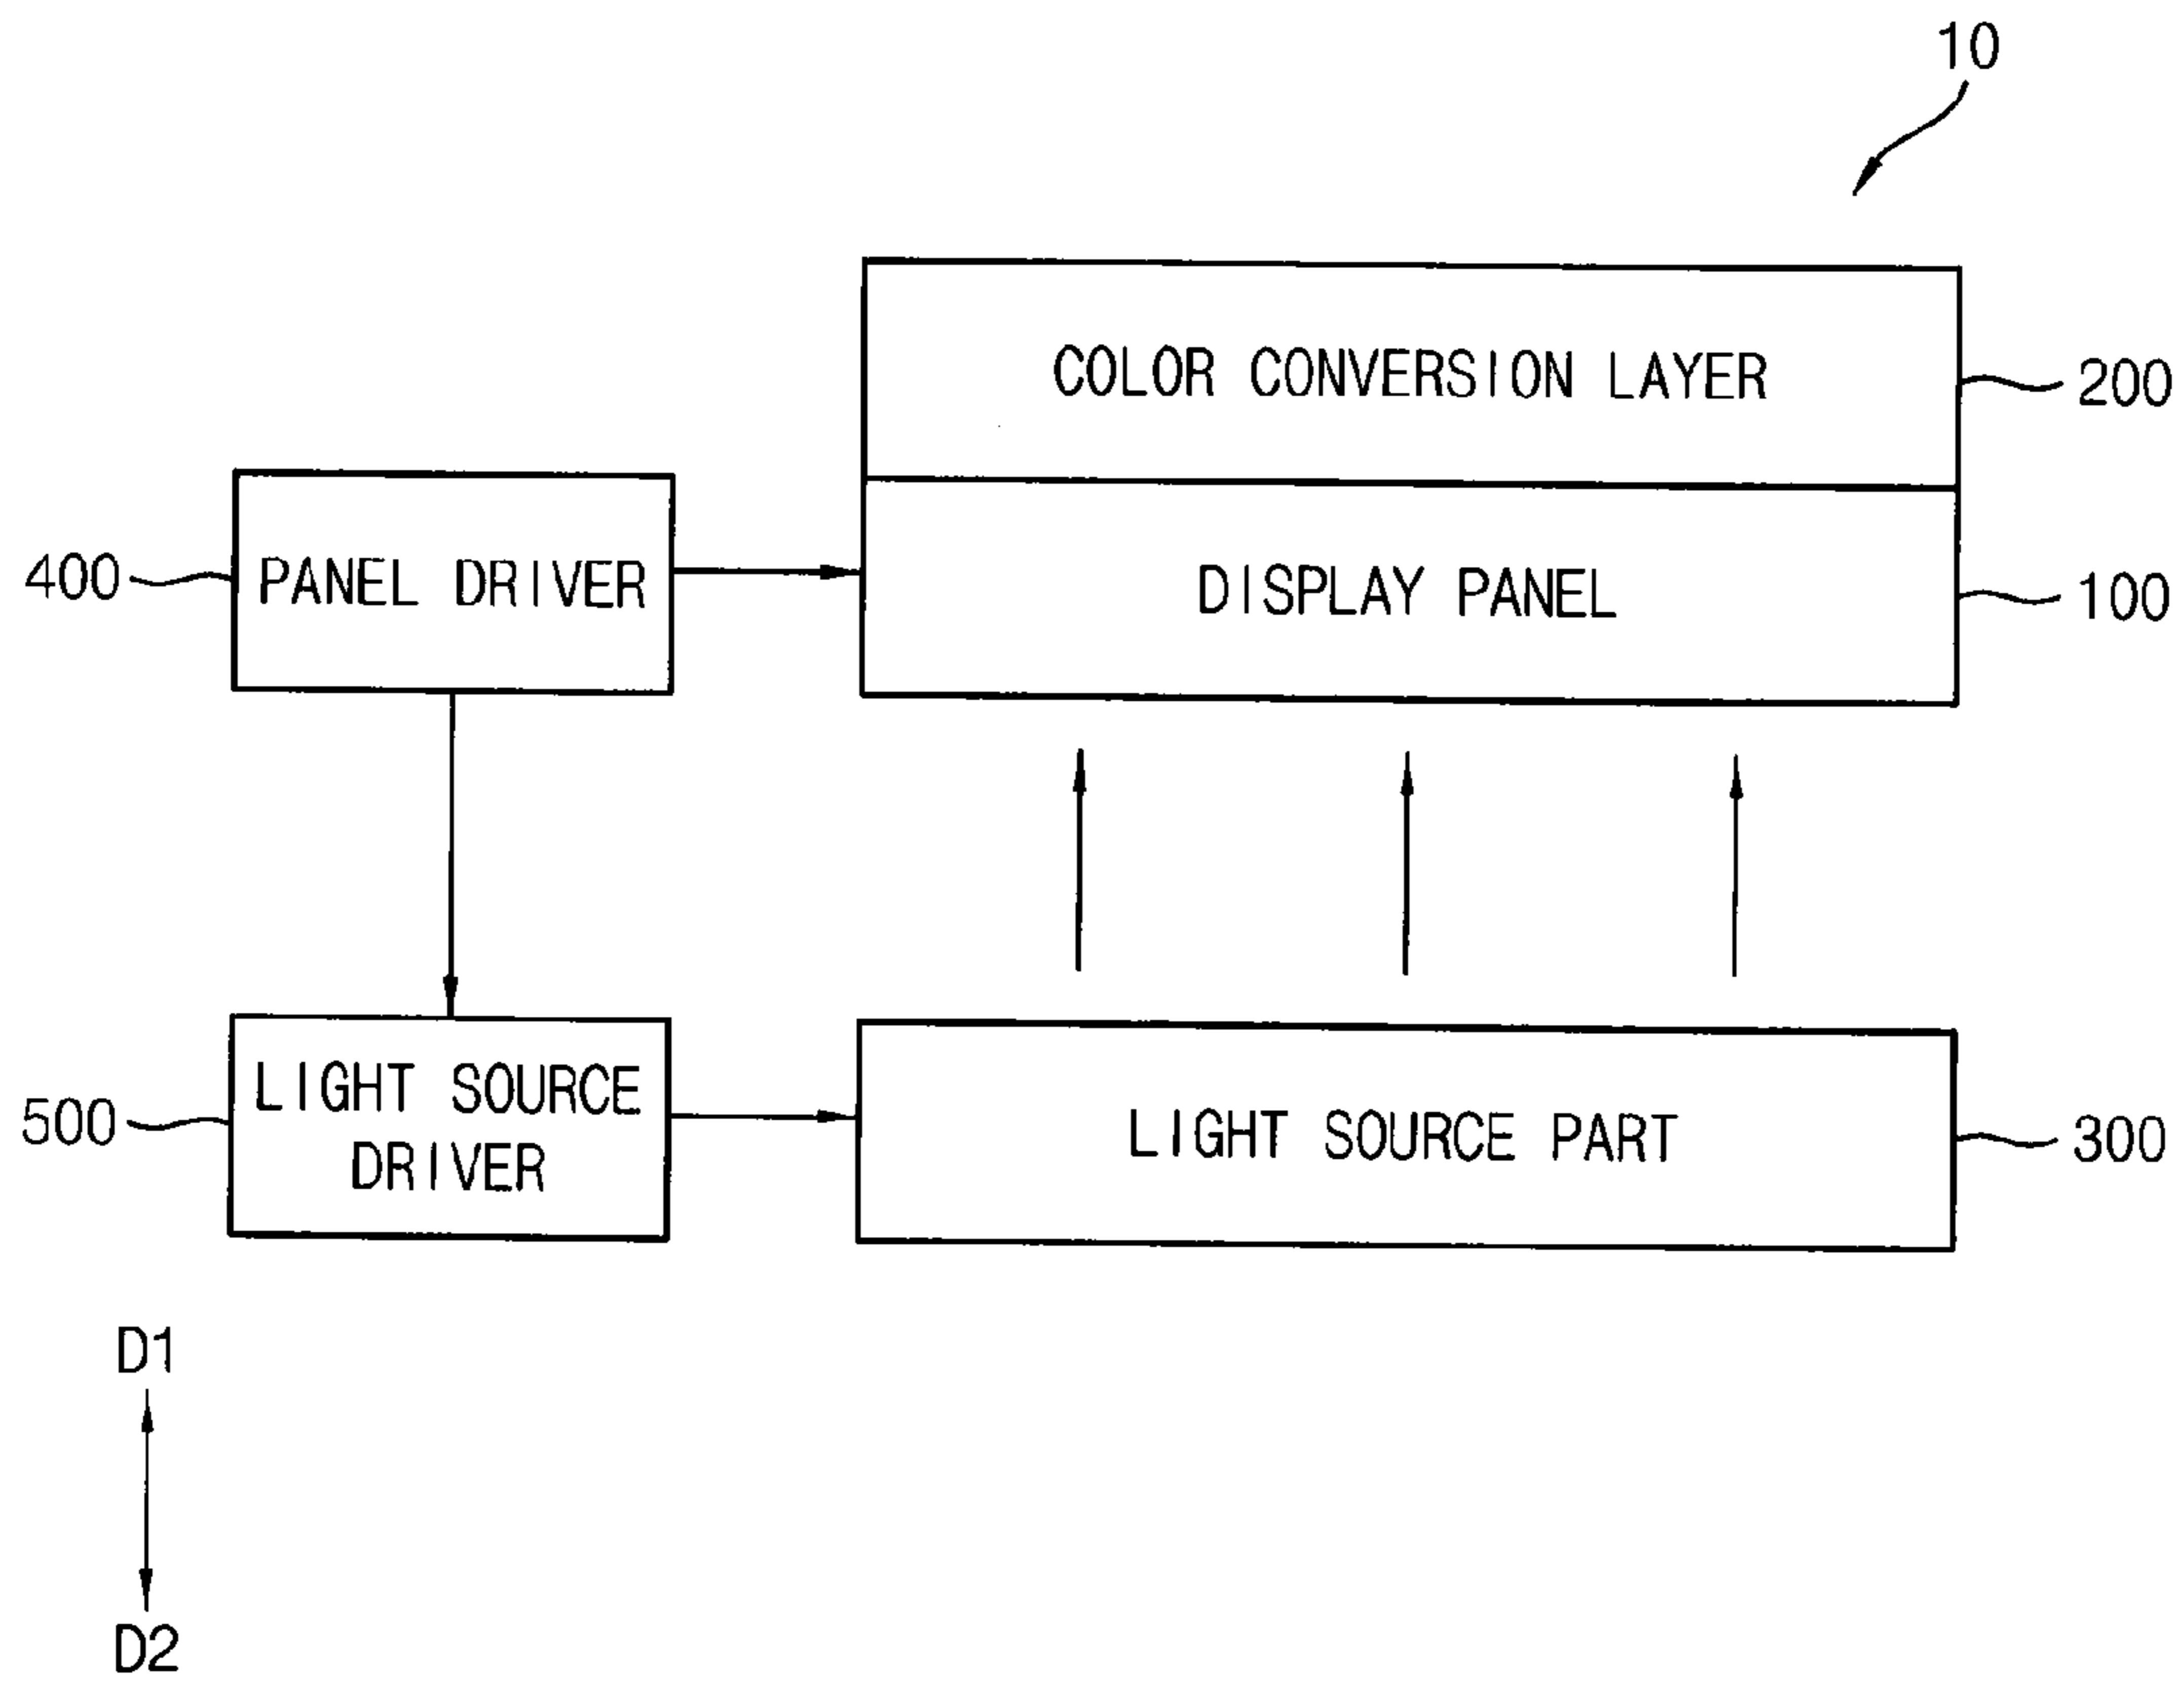 10
COLOR CONVERSION LAYER
200
400
PANEL DRIVER
DISPLAY PANEL
100
500
LIGHT SOURCE
DRIVER
LIGHT SOURCE PART
300
D1
D2